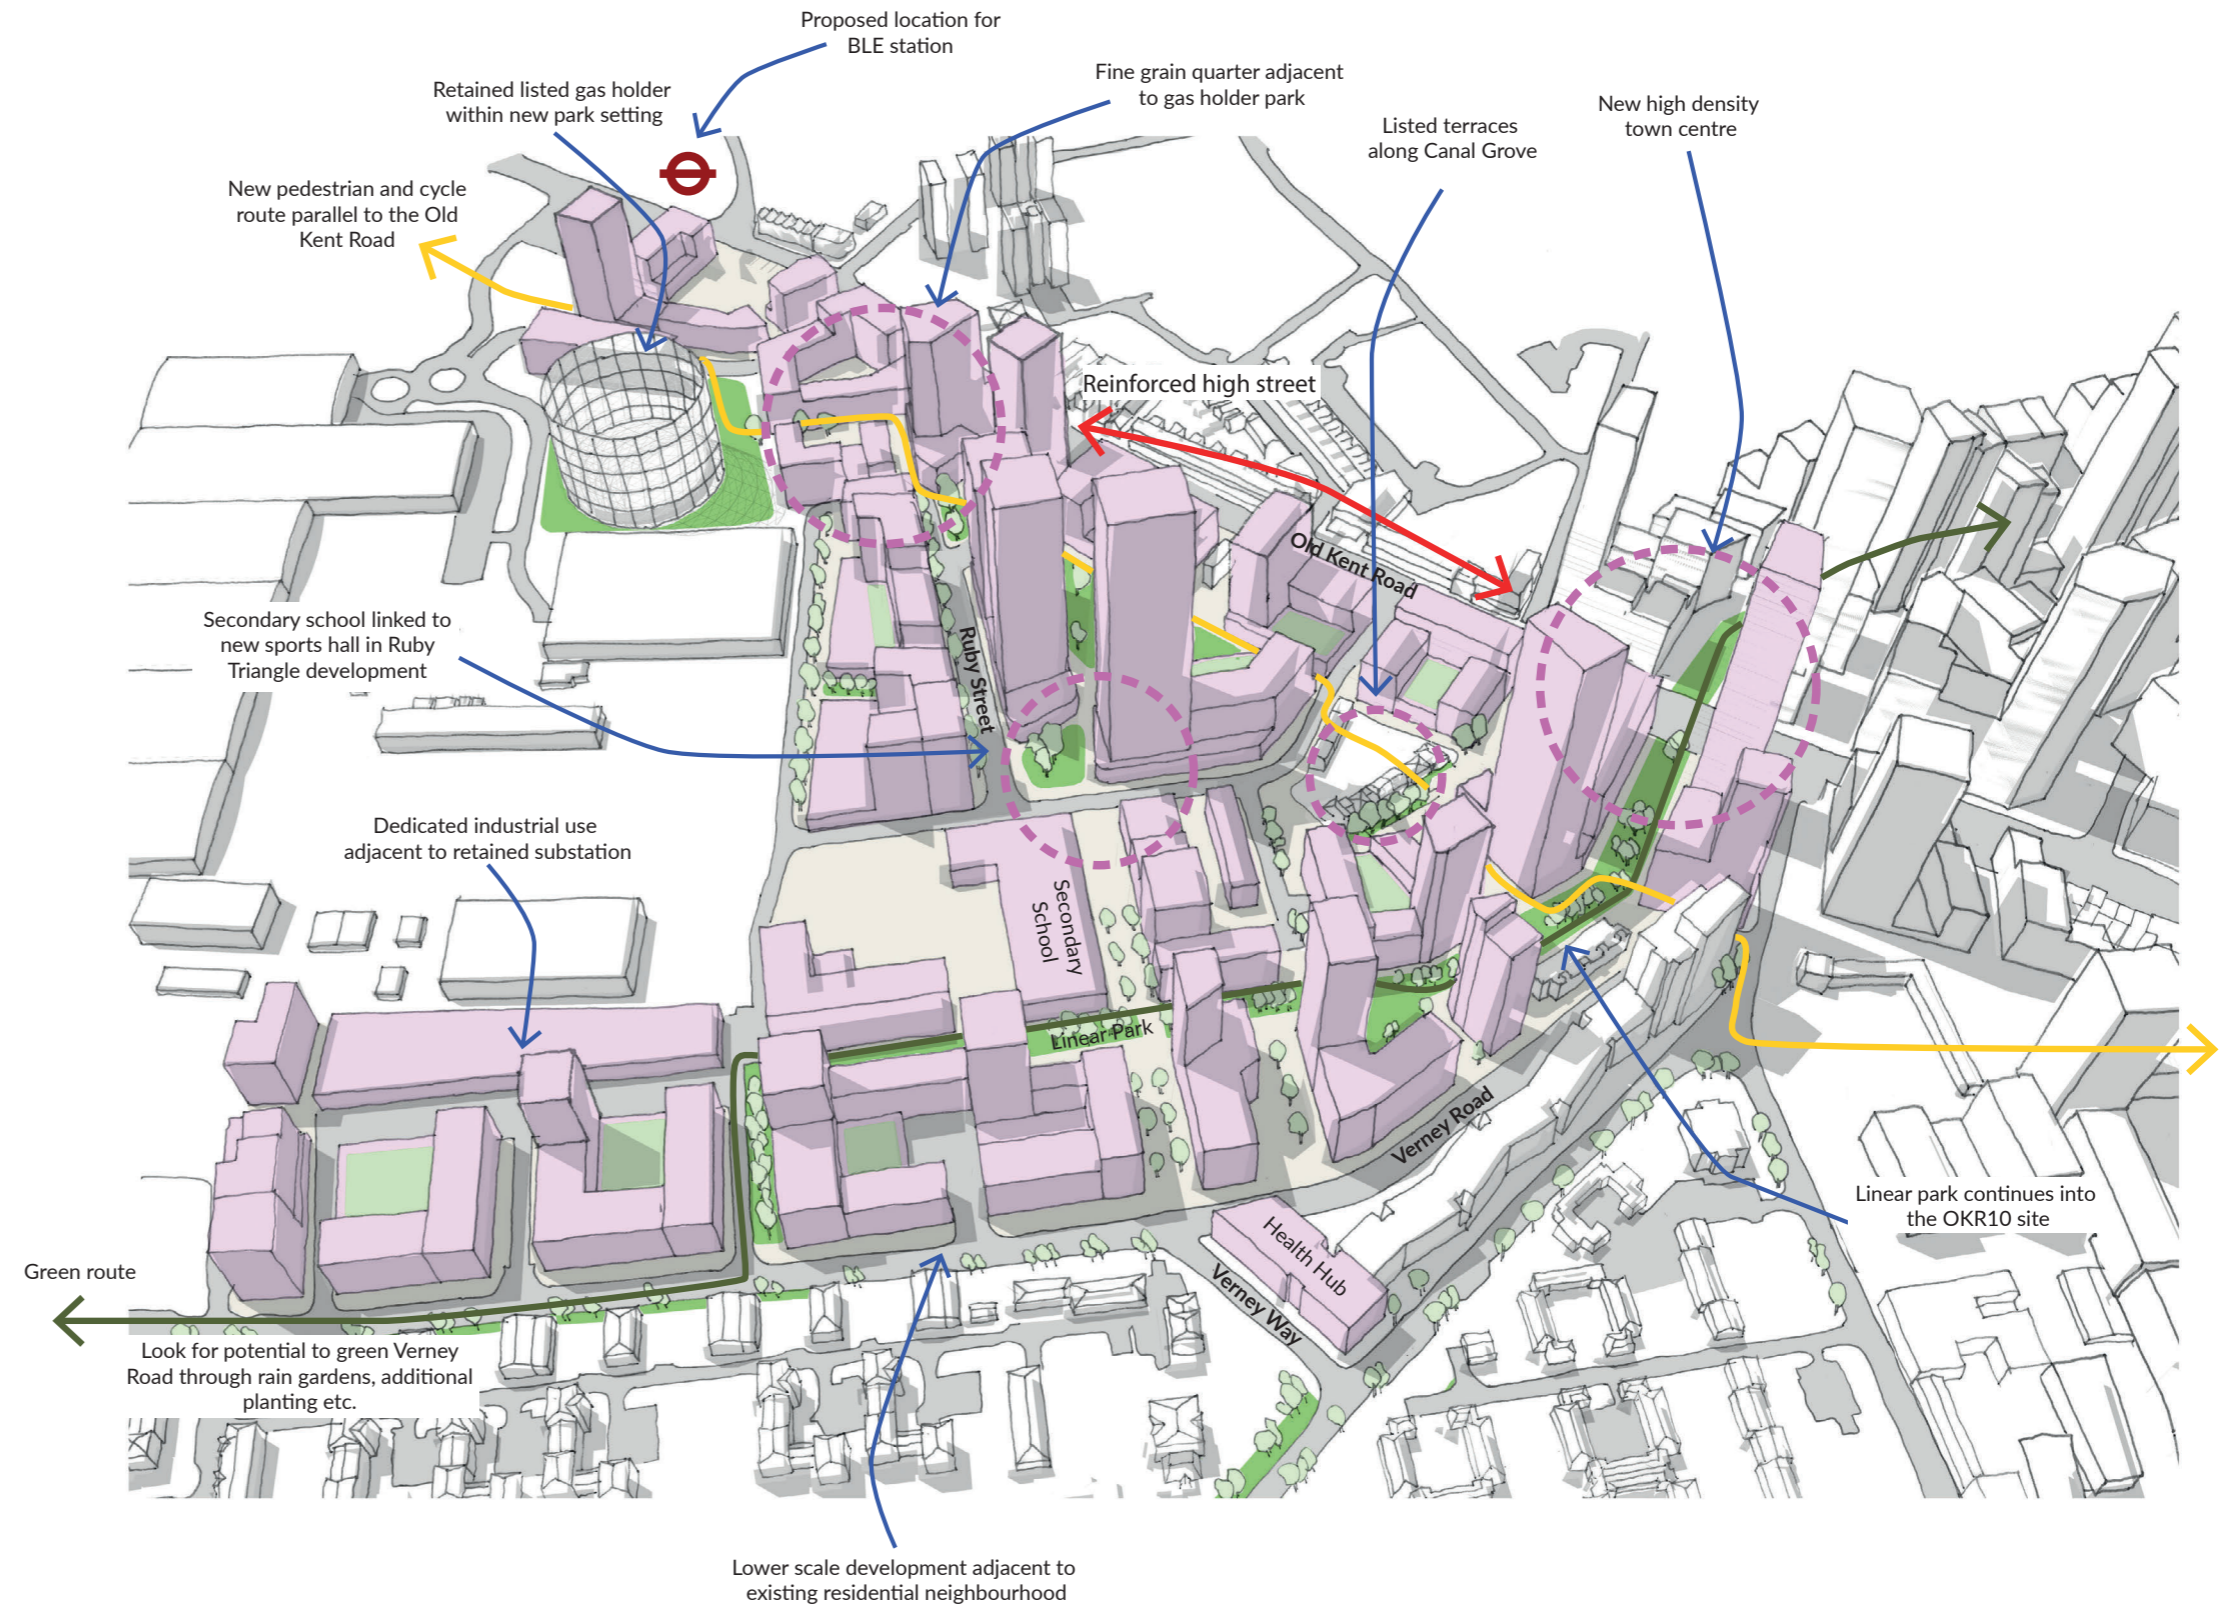 Proposed location for
BLE station
Retained listed gas holder
within new park setting
Fine grain quarter adjacent
to gas holder park
New high density
town centre
Listed terraces
along Canal Grove
New pedestrian and cycle
route parallel to the Old
Kent Road
Reinforced high street
Old Kent Road
Secondary school linked to
new sports hall in Ruby
Triangle development
Ruby Street
Dedicated industrial use
adjacent to retained substation
Secondary
School
Linear Park
Verney Road
Linear park continues into
the OKR10 site
Health Hub
Verney Way
Green route
Look for potential to green Verney
Road through rain gardens, additional
planting etc.
Lower scale development adjacent to
existing residential neighbourhood